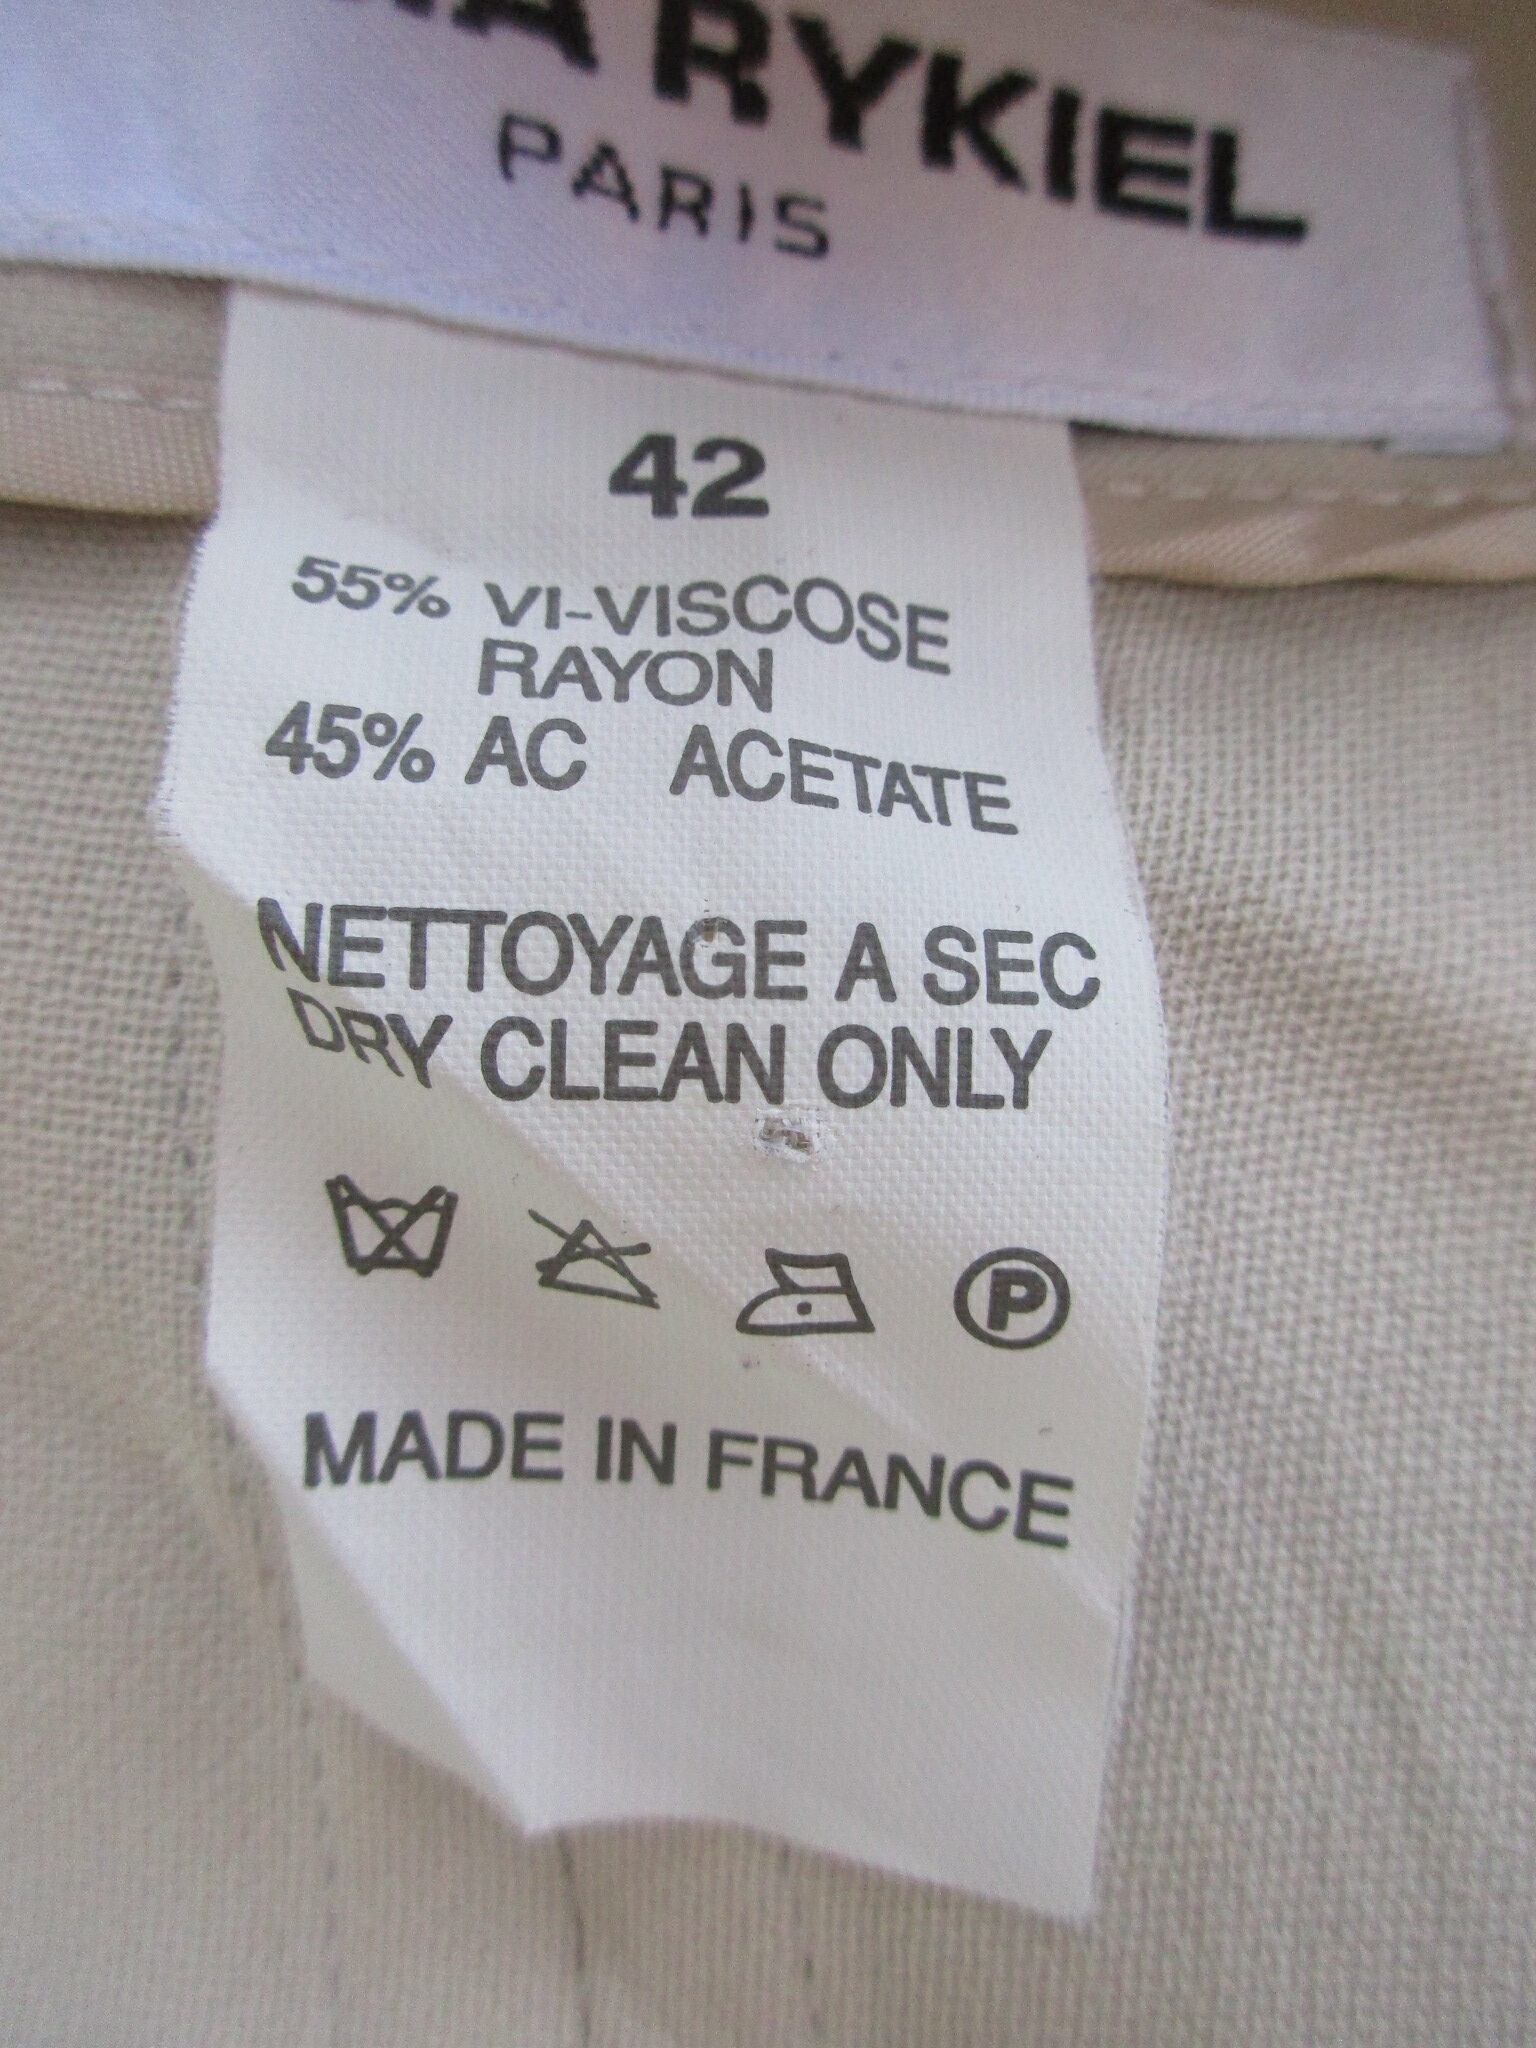 RYKIEL
PARIS
42
55% VI-VISCOSE
RAYON
45% AC ACETATE
NETTOYAGE A SEC
DRY CLEAN ONLY
P
MADE IN FRANCE